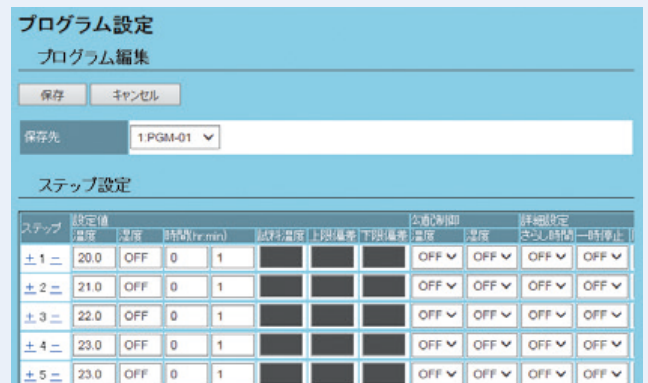 プログラム設定
プログラム編集
保存 キャンセル
保存先 1:PGM-01
ステップ設定
ステップ 設定値 勾配制御 詳細設定
温度 湿度 時間(hr:min) 試料温度 上限偏差 下限偏差 温度 湿度 さらし時間 一時停止
± 1 = 20.0 OFF 0 1 OFF OFF OFF OFF
± 2 = 21.0 OFF 0 1 OFF OFF OFF OFF
± 3 = 22.0 OFF 0 1 OFF OFF OFF OFF
± 4 = 23.0 OFF 0 1 OFF OFF OFF OFF
± 5 = 23.0 OFF 0 1 OFF OFF OFF OFF